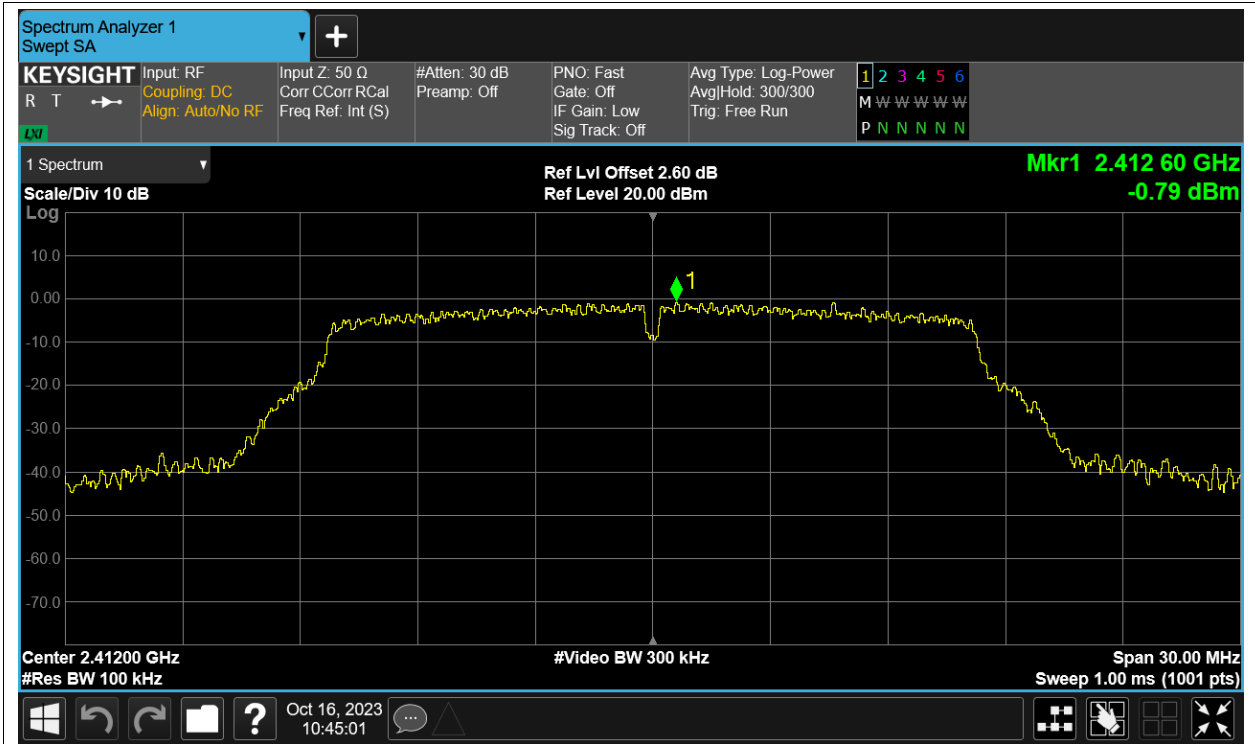 Spectrum Analyzer 1
Swept SA
KEYSIGHT
R T
LXI
Input: RF
Coupling: DC
Align: Auto/No RF
Input Z: 50 Ω
Corr CCorr RCal
Freq Ref: Int (S)
#Atten: 30 dB
Preamp: Off
PNO: Fast
Gate: Off
IF Gain: Low
Sig Track: Off
Avg Type: Log-Power
Avg|Hold: 300/300
Trig: Free Run
1 2 3 4 5 6
M W W W W W
P N N N N N
1 Spectrum
Scale/Div 10 dB
Ref Lvl Offset 2.60 dB
Ref Level 20.00 dBm
Mkr1 2.412 60 GHz
-0.79 dBm
Log
10.0
0.00
-10.0
-20.0
-30.0
-40.0
-50.0
-60.0
-70.0
1
Center 2.41200 GHz
#Video BW 300 kHz
Span 30.00 MHz
#Res BW 100 kHz
Sweep 1.00 ms (1001 pts)
?
Oct 16, 2023
10:45:01